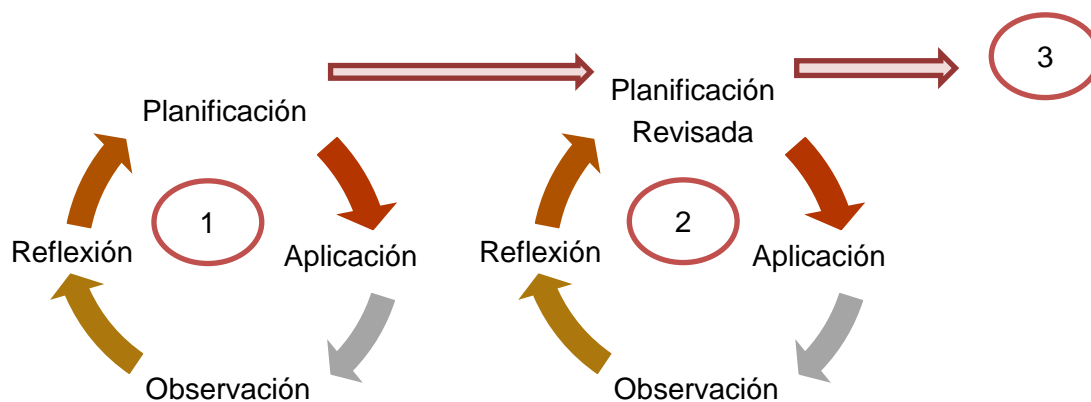 3
Planificación
Planificación
Revisada
1
2
Reflexión
Aplicación
Reflexión
Aplicación
Observación
Observación